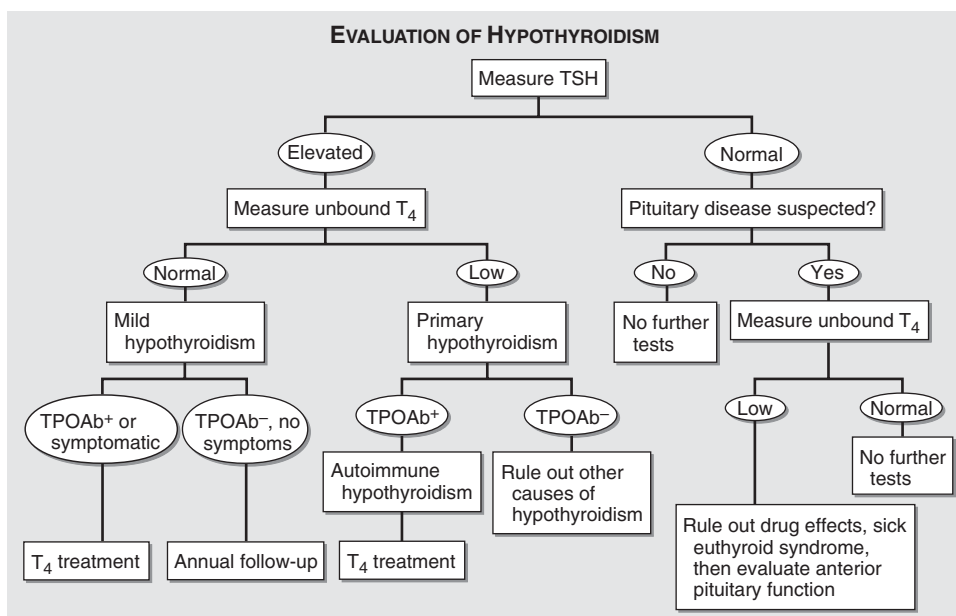 EVALUATION OF HYPOTHYROIDISM
Measure TSH
Elevated
Normal
Measure unbound T4
Pituitary disease suspected?
Normal
Low
No
Yes
Mild
hypothyroidism
Primary
hypothyroidism
No further
tests
Measure unbound T4
TPOAb+ or
symptomatic
TPOAb–, no
symptoms
TPOAb+
TPOAb–
Low
Normal
Autoimmune
hypothyroidism
Rule out other
causes of
hypothyroidism
No further
tests
T4 treatment
Annual follow-up
T4 treatment
Rule out drug effects, sick
euthyroid syndrome,
then evaluate anterior
pituitary function